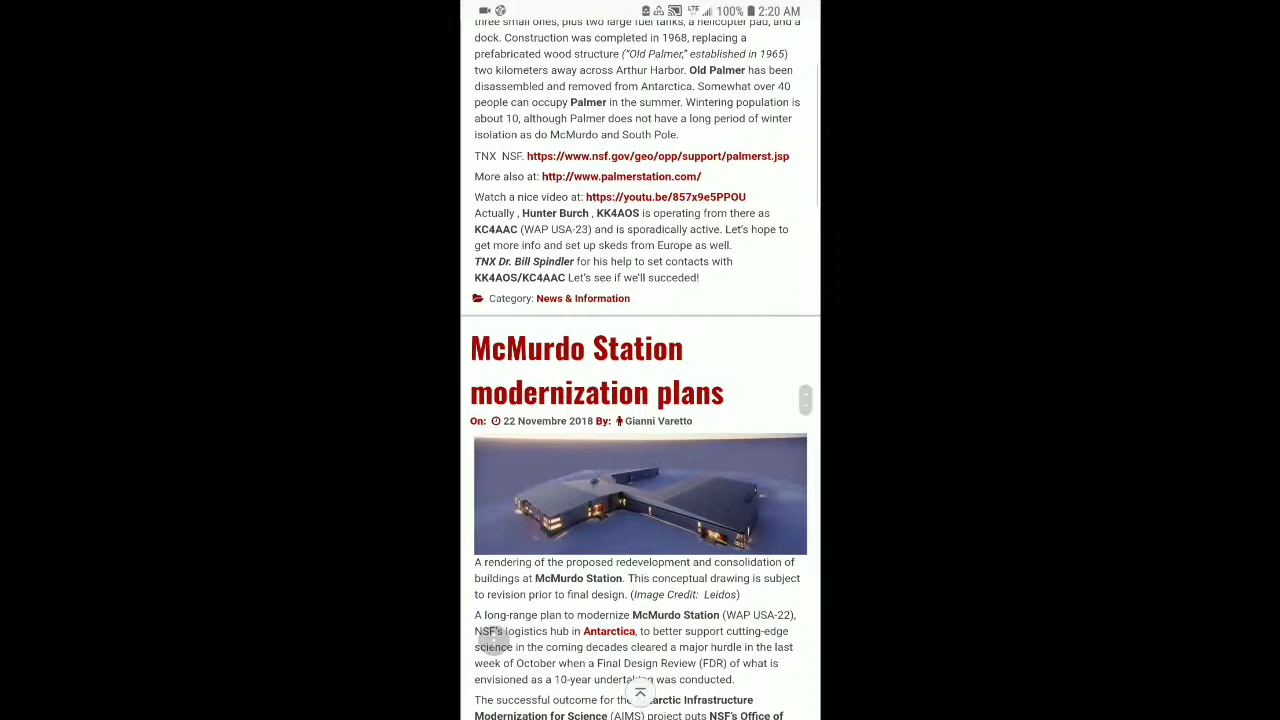 LTE 100% 2:20 AM
three small ones, plus two large fuel tanks, a helicopter pad, and a
dock. Construction was completed in 1968, replacing a
prefabricated wood structure (“Old Palmer,” established in 1965)
two kilometers away across Arthur Harbor. Old Palmer has been
disassembled and removed from Antarctica. Somewhat over 40
people can occupy Palmer in the summer. Wintering population is
about 10, although Palmer does not have a long period of winter
isolation as do McMurdo and South Pole.
TNX NSF. https://www.nsf.gov/geo/opp/support/palmerst.jsp
More also at: http://www.palmerstation.com/
Watch a nice video at: https://youtu.be/857x9e5PPOU
Actually , Hunter Burch , KK4AOS is operating from there as
KC4AAC (WAP USA-23) and is sporadically active. Let’s hope to
get more info and set up skeds from Europe as well.
TNX Dr. Bill Spindler for his help to set contacts with
KK4AOS/KC4AAC Let’s see if we’ll succeded!
Category: News & Information
McMurdo Station
modernization plans
On: 22 Novembre 2018 By: Gianni Varetto
A rendering of the proposed redevelopment and consolidation of
buildings at McMurdo Station. This conceptual drawing is subject
to revision prior to final design. (Image Credit: Leidos)
A long-range plan to modernize McMurdo Station (WAP USA-22),
NSF’s logistics hub in Antarctica, to better support cutting-edge
science in the coming decades cleared a major hurdle in the last
week of October when a Final Design Review (FDR) of what is
envisioned as a 10-year undertaking was conducted.
The successful outcome for the Antarctic Infrastructure
Modernization for Science (AIMS) project puts NSF’s Office of